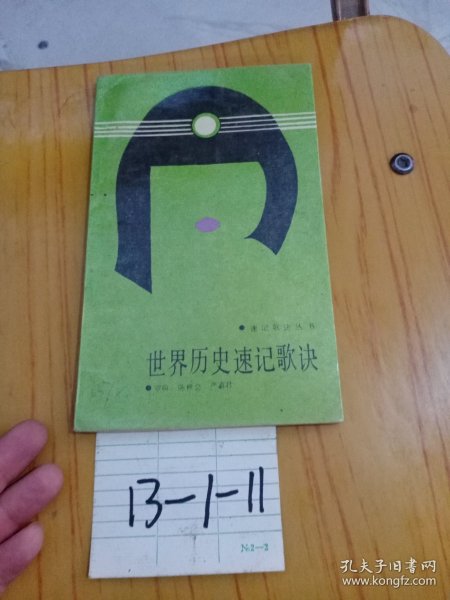 ●速记歌诀丛书
世界历史速记歌诀
13-1-11
№2—3
孔夫子旧书网
www.kongfz.com